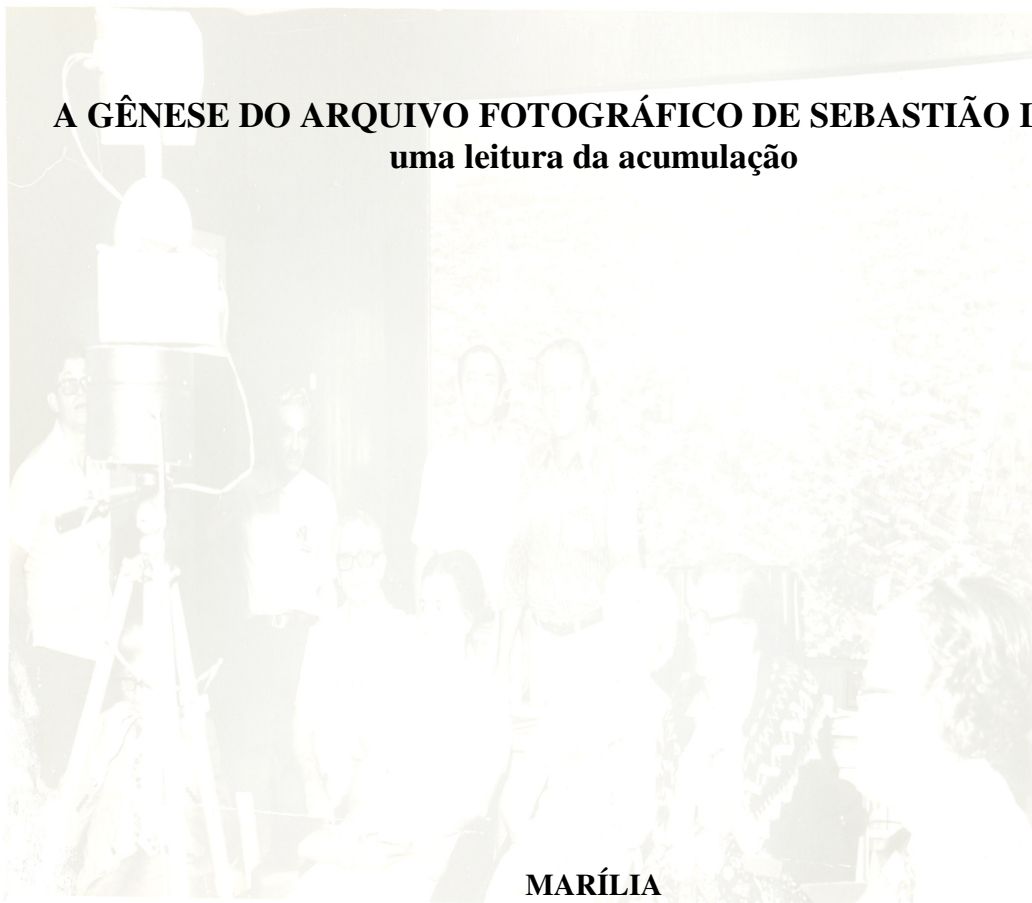 A GÊNESE DO ARQUIVO FOTOGRÁFICO DE SEBASTIÃO
uma leitura da acumulação
MARÍLIA